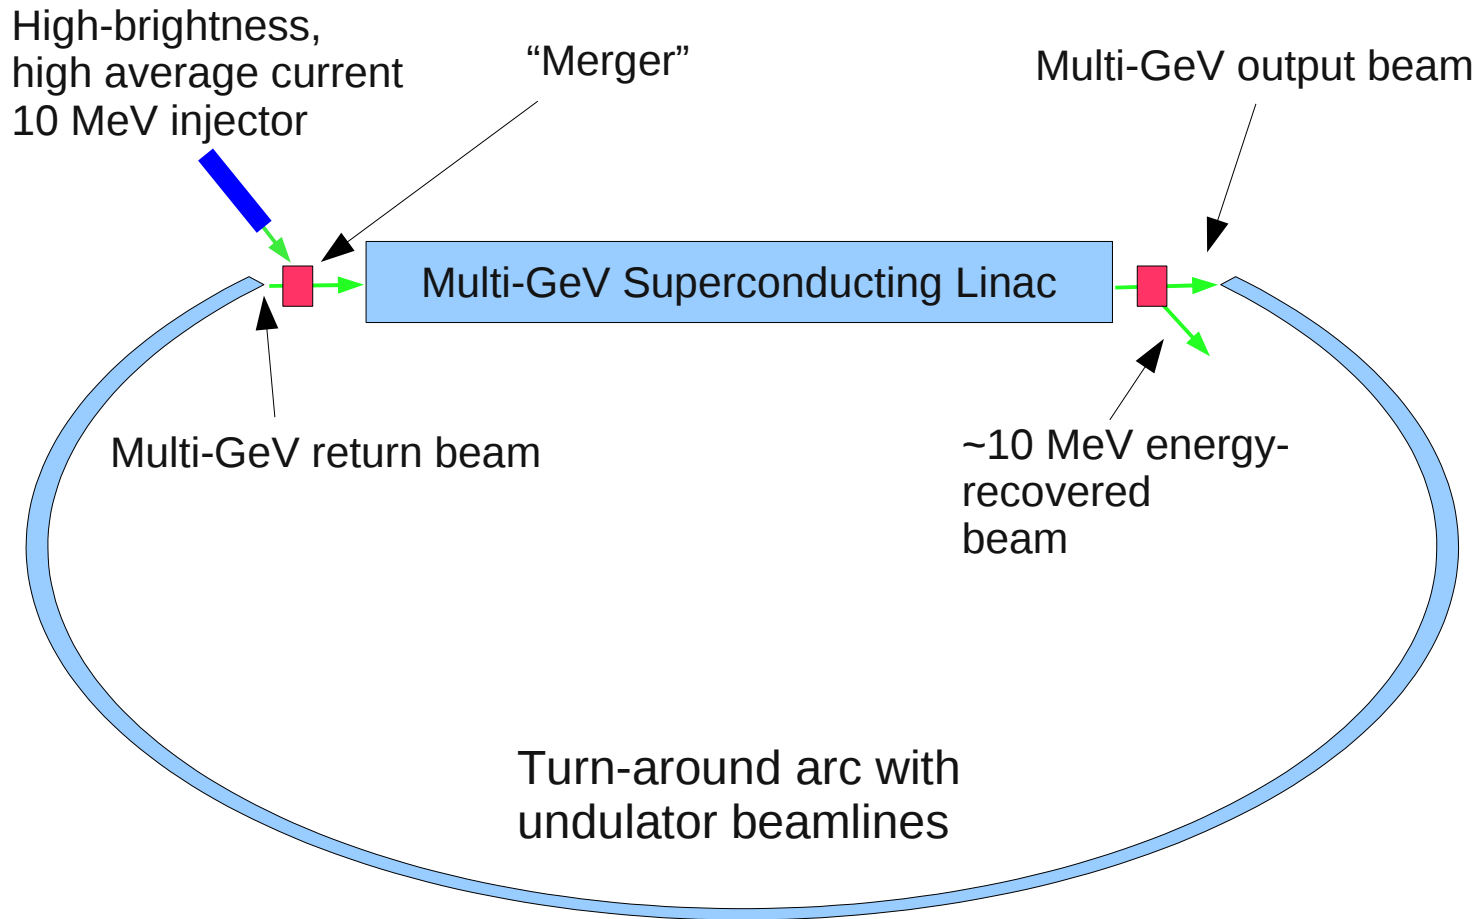 High-brightness,
high average current
10 MeV injector
“Merger”
Multi-GeV output beam
Multi-GeV Superconducting Linac
Multi-GeV return beam
~10 MeV energy-
recovered
beam
Turn-around arc with
undulator beamlines